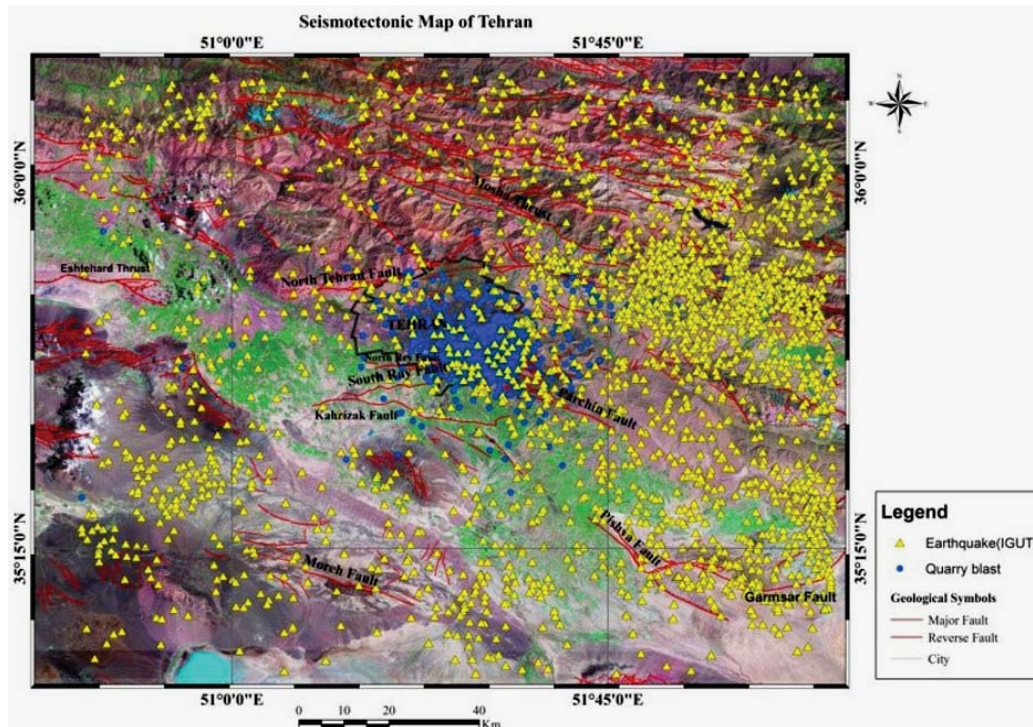 Seismotectonic Map of Tehran
51°0'0"E
51°45'0"E
N
W
E
S
36°0'0"N
36°0'0"N
Mosha Thrust
Eshtehard Thrust
North Tehran Fault
TEHRAN
North Rey Fault
South Ray Fault
Parchin Fault
Kahrizak Fault
Pishva Fault
35°15'0"N
35°15'0"N
Morch Fault
Garmsar Fault
51°0'0"E
51°45'0"E
0
10
20
40
Km
Legend
Earthquake(IGUT
Quarry blast
Geological Symbols
Major Fault
Reverse Fault
City